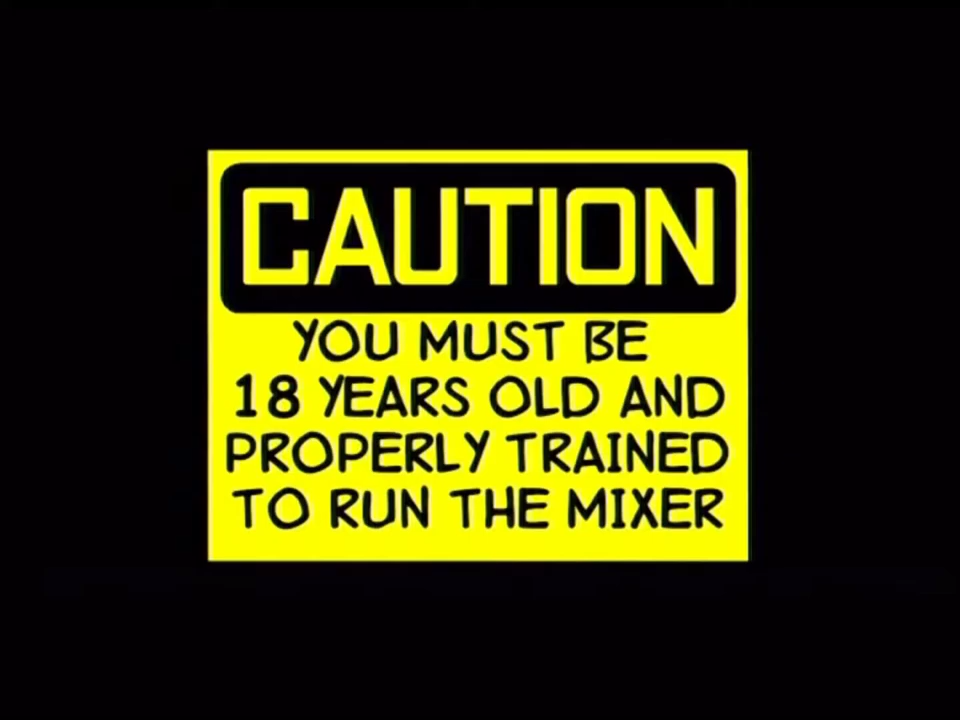 CAUTION
YOU MUST BE
18 YEARS OLD AND
PROPERLY TRAINED
TO RUN THE MIXER